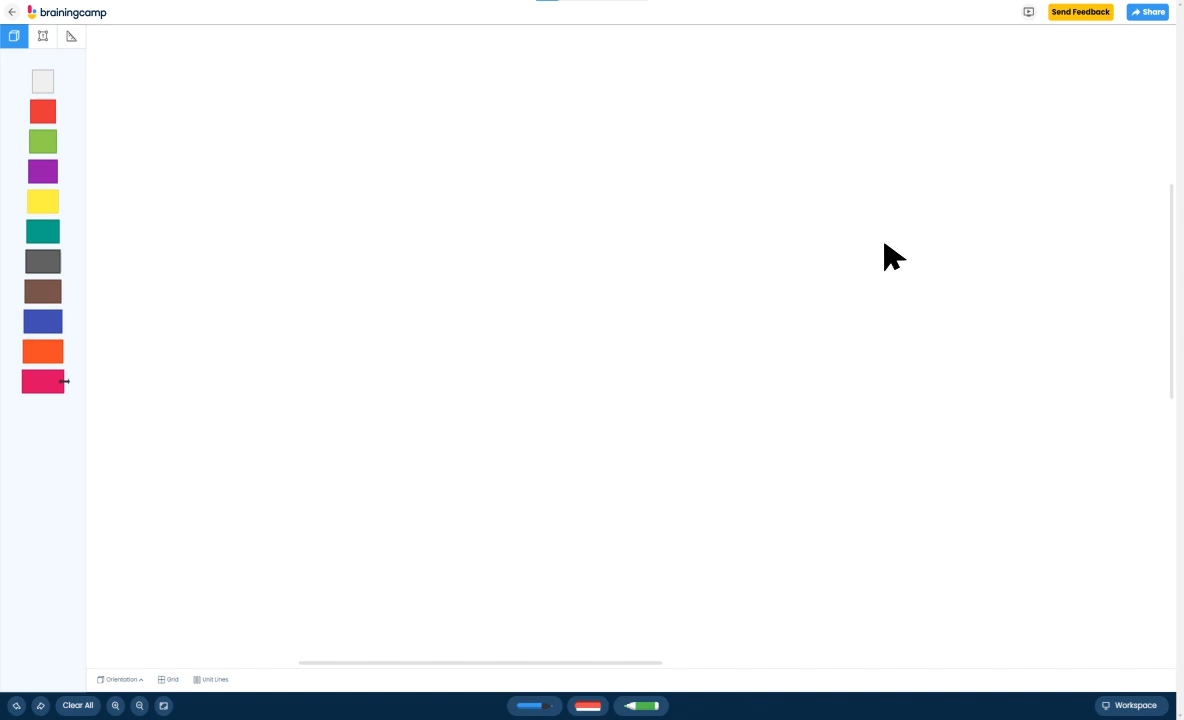 brainingcamp
Send Feedback
Share
Orientation
Grid
Unit Lines
Clear All
Workspace